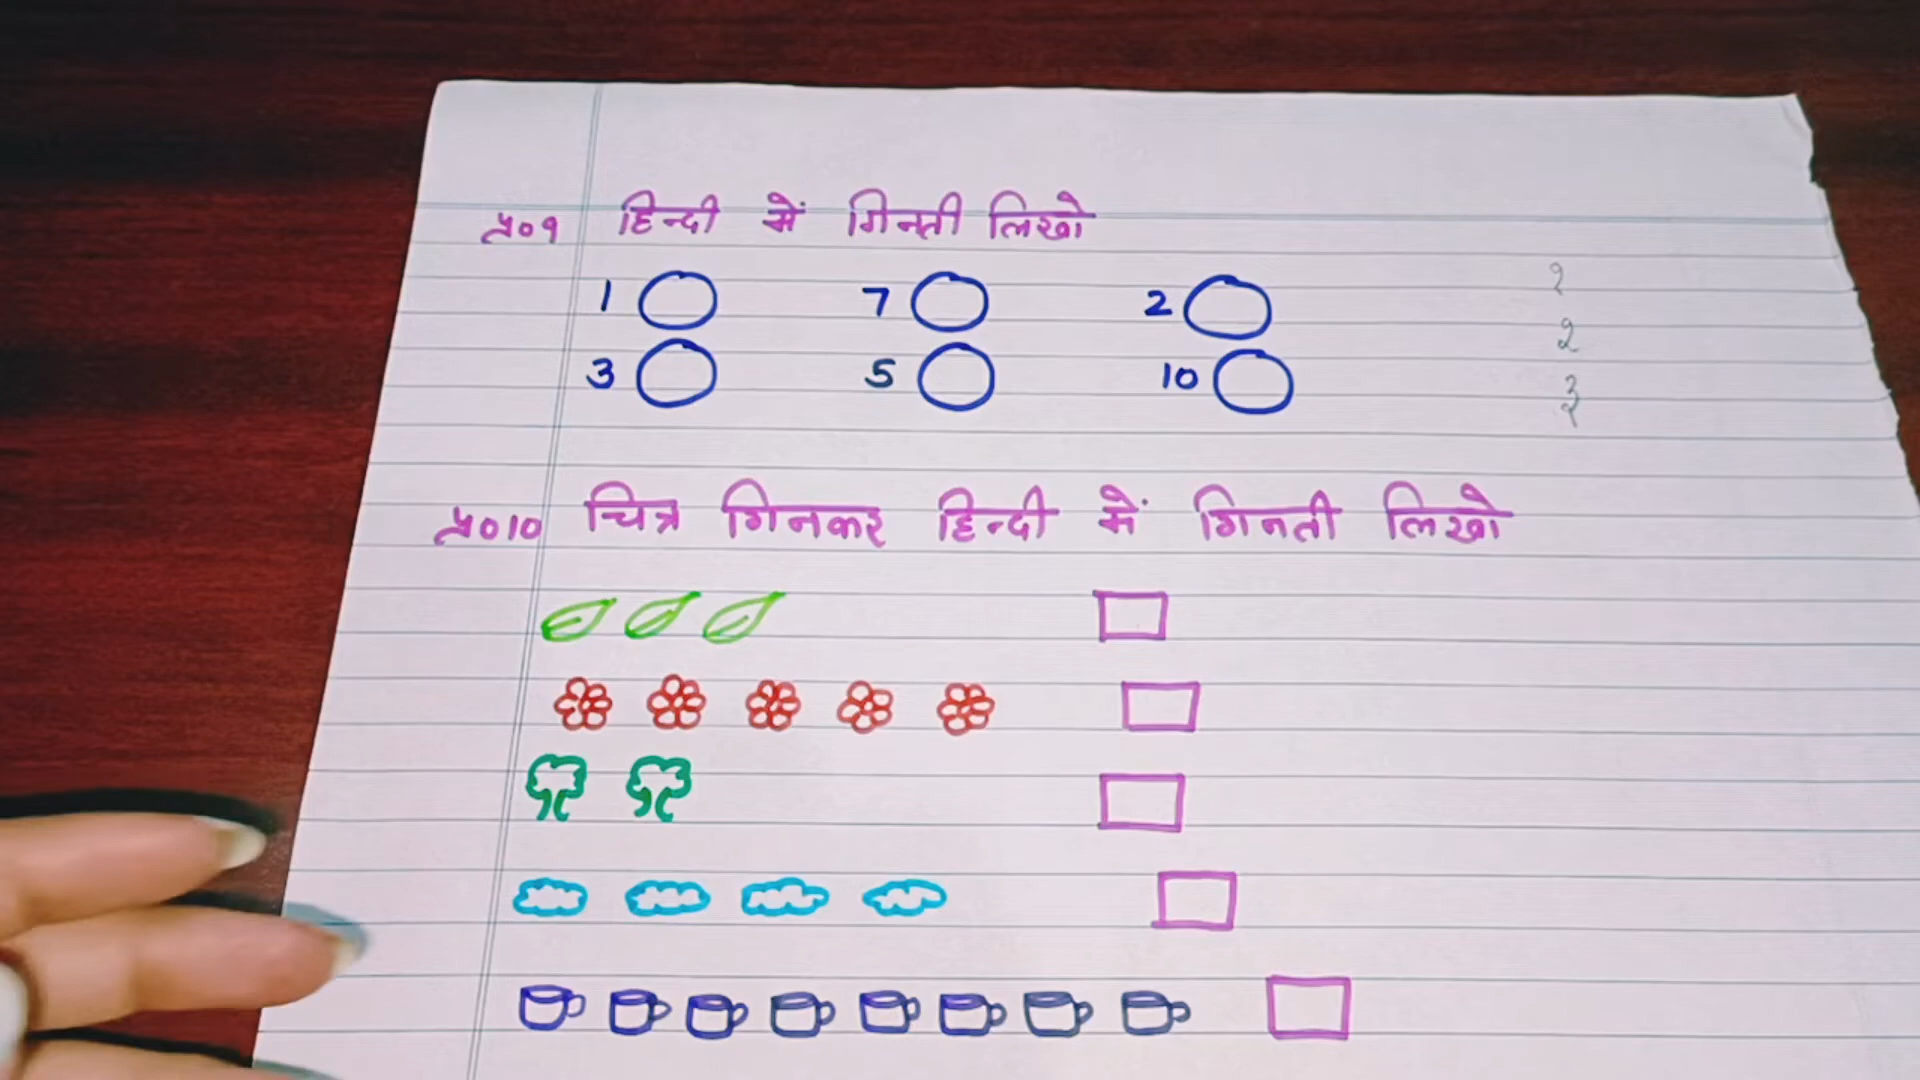 प्र०9 हिन्दी में गिनती लिखो
1 7 2
3 5 10
१
२
३
प्र०10 चित्र गिनकर हिन्दी में गिनती लिखो